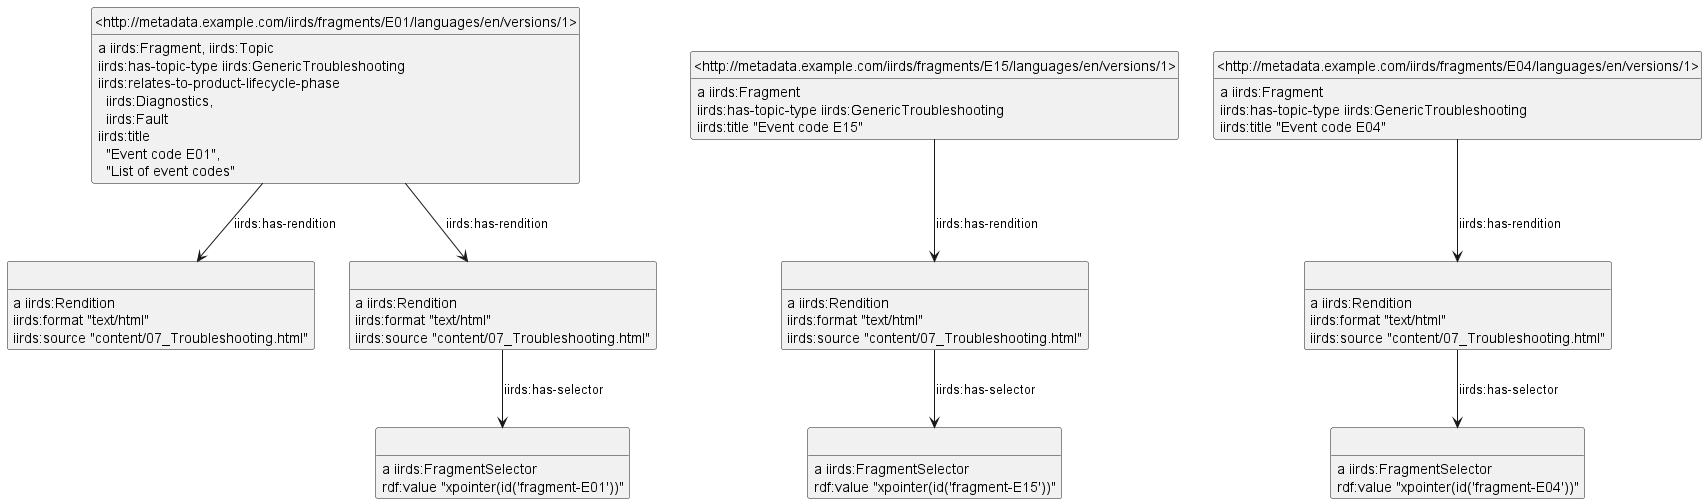 <http://metadata.example.com/iirds/fragments/E01/languages/en/versions/1>
a iirds:Fragment, iirds:Topic
iirds:has-topic-type iirds:GenericTroubleshooting
iirds:relates-to-product-lifecycle-phase
iirds:Diagnostics,
iirds:Fault
iirds:title
"Event code E01",
"List of event codes"
<http://metadata.example.com/iirds/fragments/E15/languages/en/versions/1>
a iirds:Fragment
iirds:has-topic-type iirds:GenericTroubleshooting
iirds:title "Event code E15"
<http://metadata.example.com/iirds/fragments/E04/languages/en/versions/1>
a iirds:Fragment
iirds:has-topic-type iirds:GenericTroubleshooting
iirds:title "Event code E04"
iirds:has-rendition
iirds:has-rendition
iirds:has-rendition
iirds:has-rendition
a iirds:Rendition
iirds:format "text/html"
iirds:source "content/07_Troubleshooting.html"
a iirds:Rendition
iirds:format "text/html"
iirds:source "content/07_Troubleshooting.html"
a iirds:Rendition
iirds:format "text/html"
iirds:source "content/07_Troubleshooting.html"
a iirds:Rendition
iirds:format "text/html"
iirds:source "content/07_Troubleshooting.html"
iirds:has-selector
iirds:has-selector
iirds:has-selector
a iirds:FragmentSelector
rdf:value "xpointer(id('fragment-E01'))"
a iirds:FragmentSelector
rdf:value "xpointer(id('fragment-E15'))"
a iirds:FragmentSelector
rdf:value "xpointer(id('fragment-E04'))"